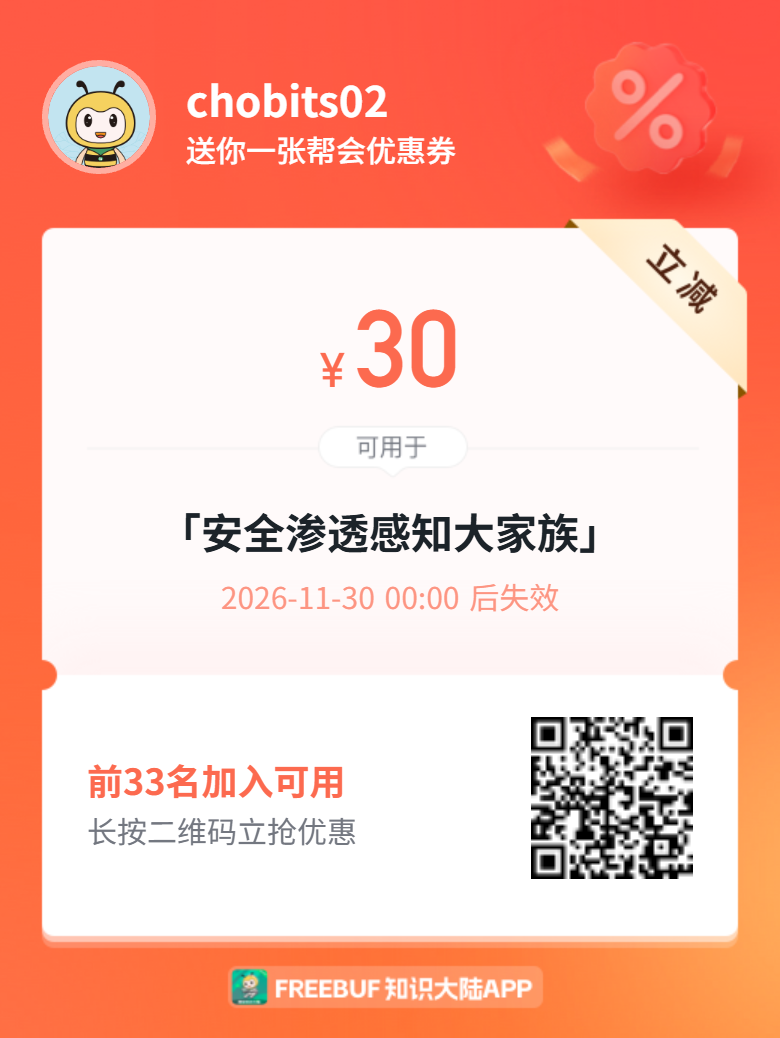 chobits02
送你一张帮会优惠券
立减
¥30
可用于
「安全渗透感知大家族」
2026-11-30 00:00 后失效
前33名加入可用
长按二维码立抢优惠
FREEBUF 知识大陆APP